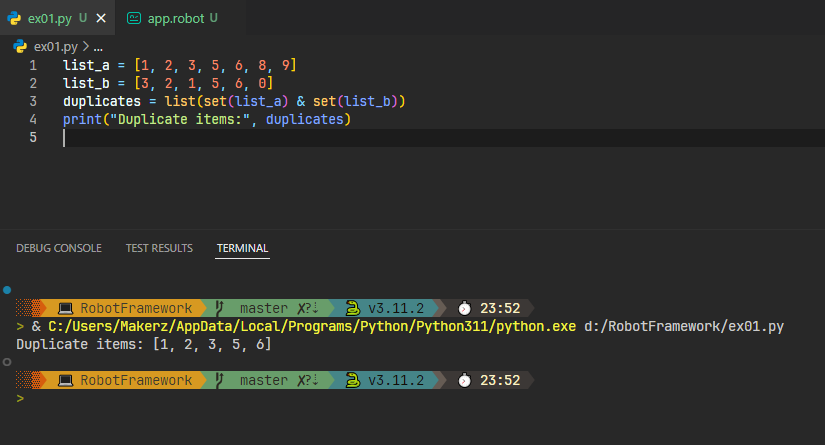 ex01.py U × app.robot U
ex01.py > ...
1 list_a = [1, 2, 3, 5, 6, 8, 9]
2 list_b = [3, 2, 1, 5, 6, 0]
3 duplicates = list(set(list_a) & set(list_b))
4 print("Duplicate items:", duplicates)
5
DEBUG CONSOLE TEST RESULTS TERMINAL
RobotFramework master ✗?⇣ v3.11.2 23:52
> & C:/Users/Makerz/AppData/Local/Programs/Python/Python311/python.exe d:/RobotFramework/ex01.py
Duplicate items: [1, 2, 3, 5, 6]
RobotFramework master ✗?⇣ v3.11.2 23:52
>